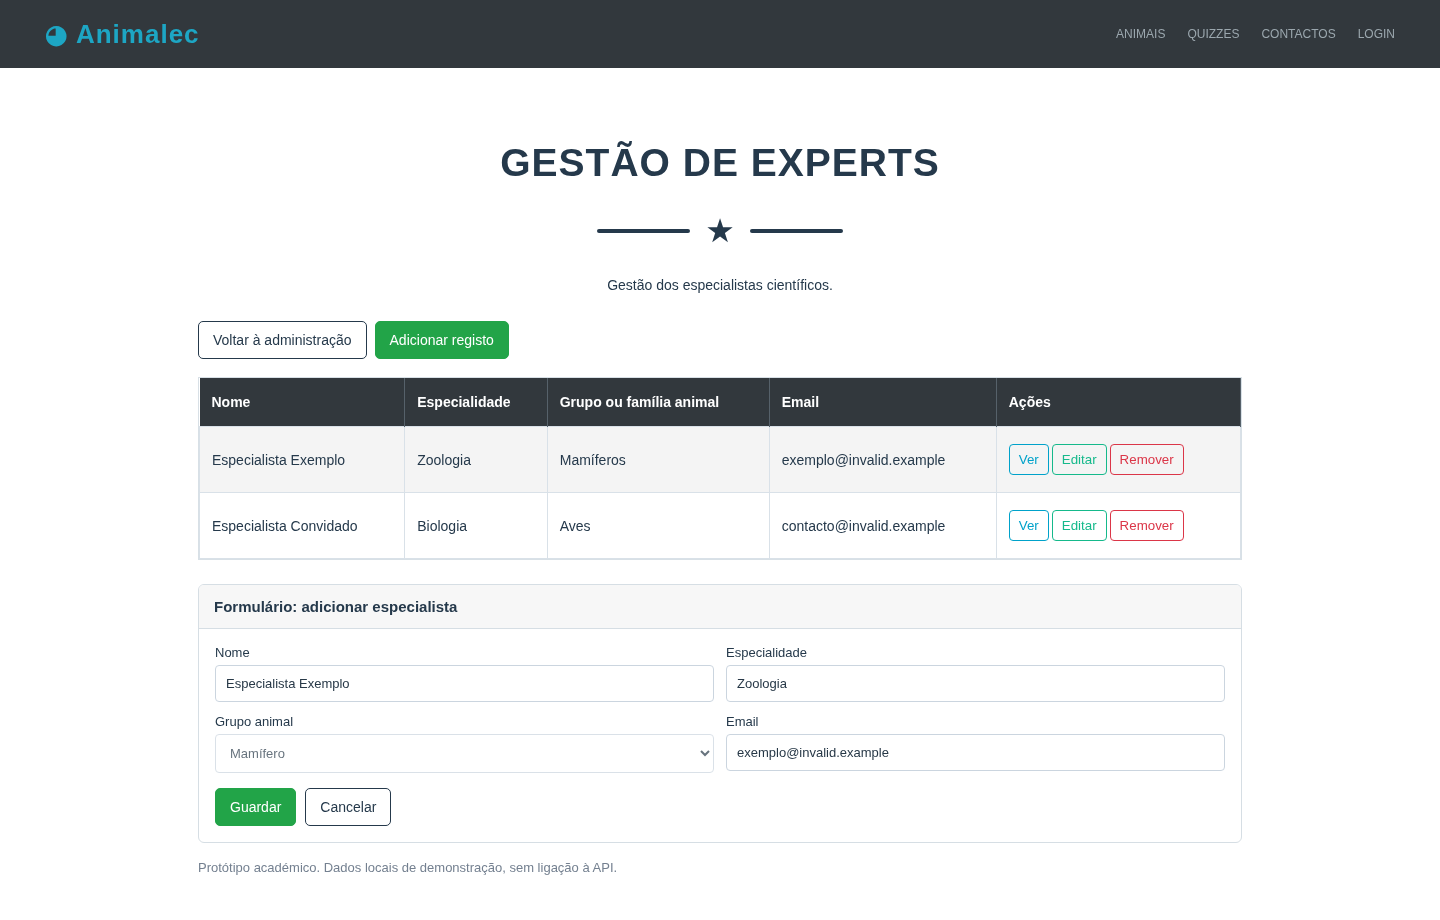 Animalec
ANIMAIS QUIZZES CONTACTOS LOGIN
GESTÃO DE EXPERTS
Gestão dos especialistas científicos.
Voltar à administração Adicionar registo
Nome Especialidade Grupo ou família animal Email Ações
Especialista Exemplo Zoologia Mamíferos exemplo@invalid.example Ver Editar Remover
Especialista Convidado Biologia Aves contacto@invalid.example Ver Editar Remover
Formulário: adicionar especialista
Nome Especialidade
Especialista Exemplo Zoologia
Grupo animal Email
Mamífero exemplo@invalid.example
Guardar Cancelar
Protótipo académico. Dados locais de demonstração, sem ligação à API.